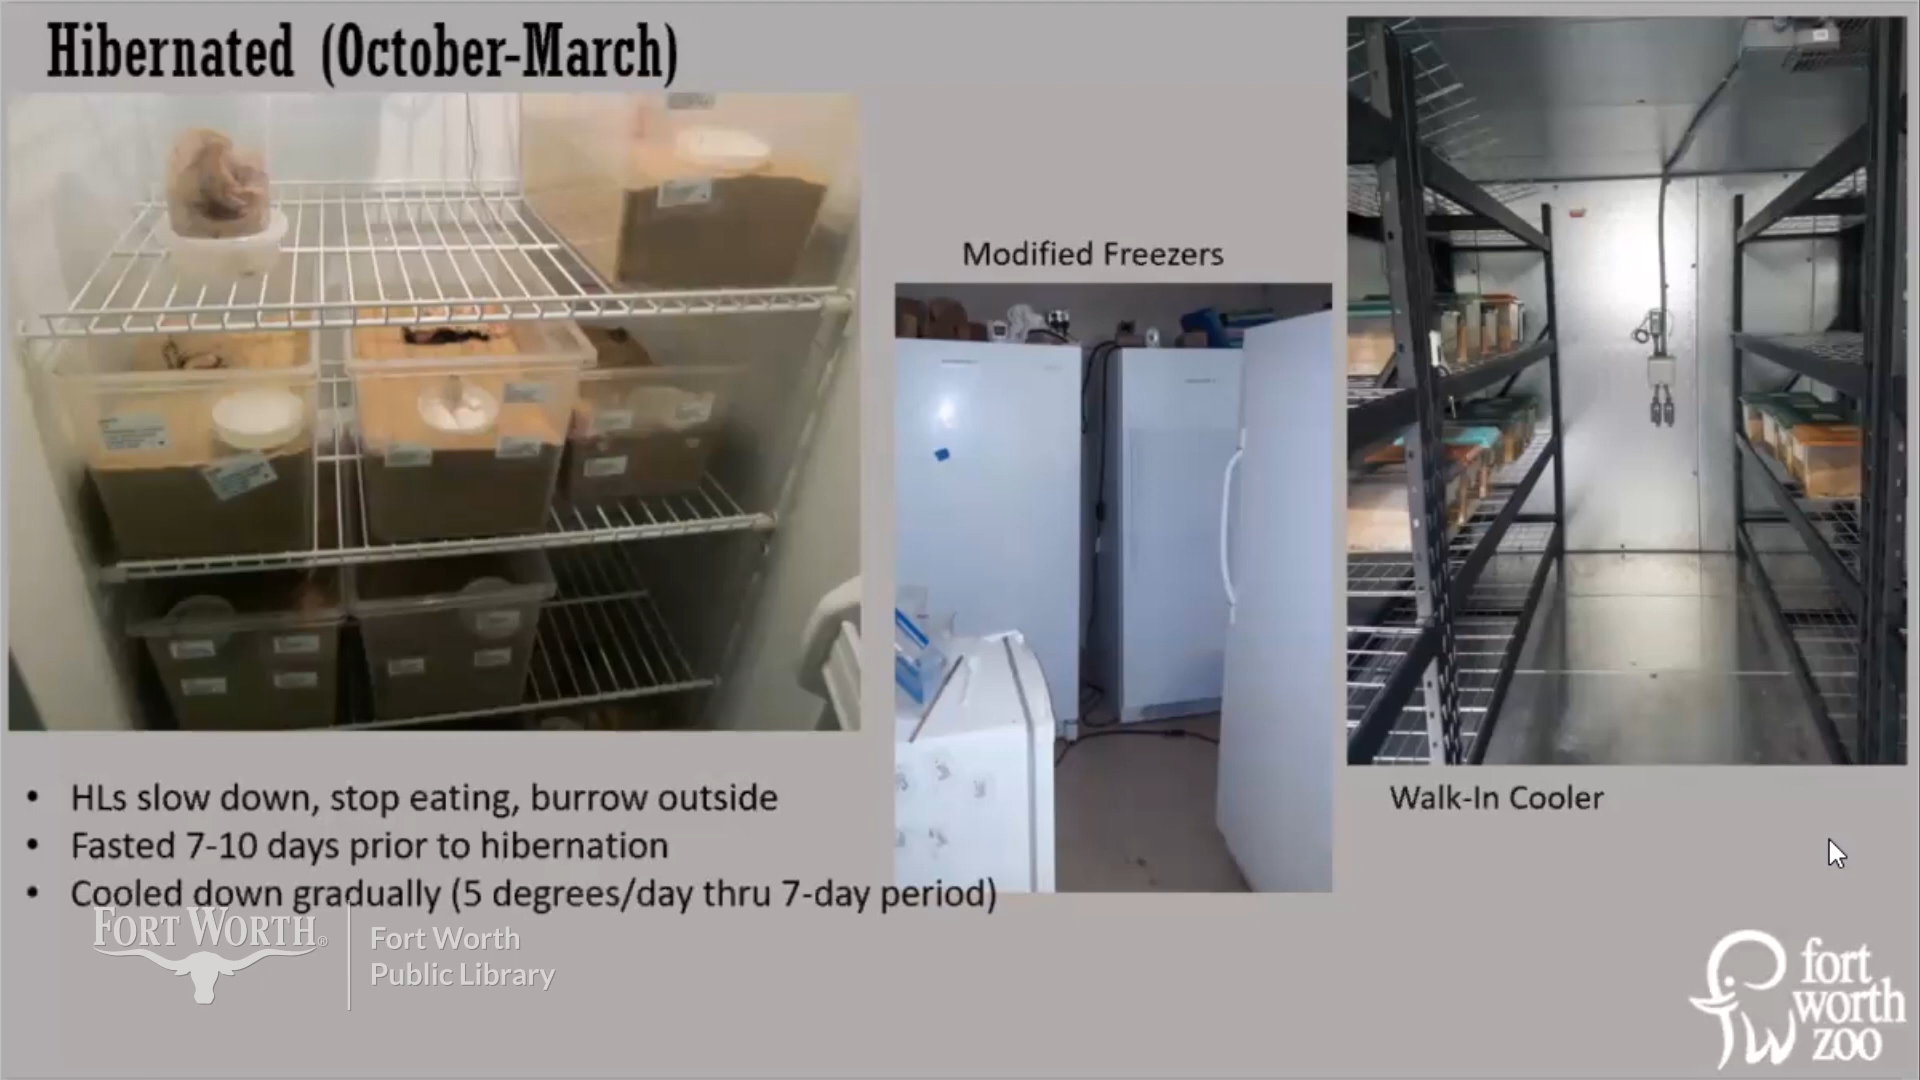 Hibernated (October-March)
Modified Freezers
Walk-In Cooler
• HLs slow down, stop eating, burrow outside
• Fasted 7-10 days prior to hibernation
• Cooled down gradually (5 degrees/day thru 7-day period)
FORT WORTH®
Fort Worth
Public Library
fort
worth
zoo